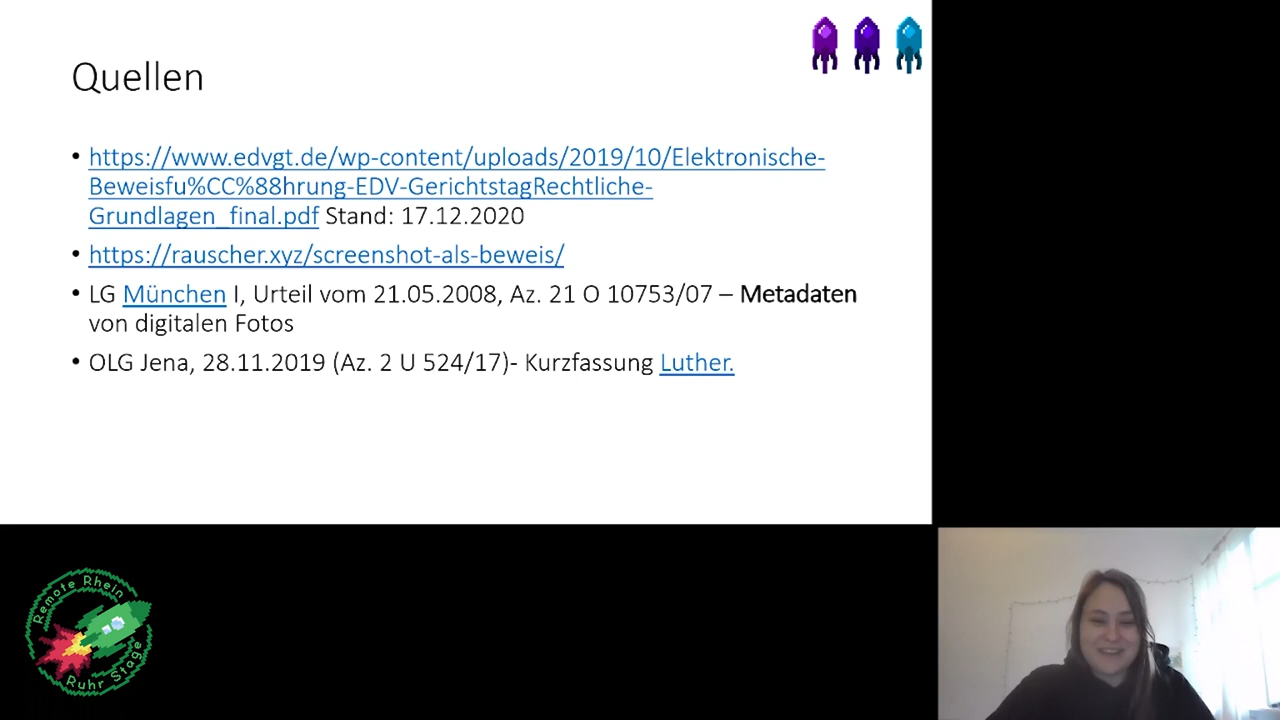 Quellen
https://www.edvgt.de/wp-content/uploads/2019/10/Elektronische-
Beweisfu%CC%88hrung-EDV-GerichtstagRechtliche-
Grundlagen_final.pdf Stand: 17.12.2020
https://rauscher.xyz/screenshot-als-beweis/
LG München I, Urteil vom 21.05.2008, Az. 21 O 10753/07 – Metadaten
von digitalen Fotos
OLG Jena, 28.11.2019 (Az. 2 U 524/17)- Kurzfassung Luther.
Remote Rhein
Ruhr Stage